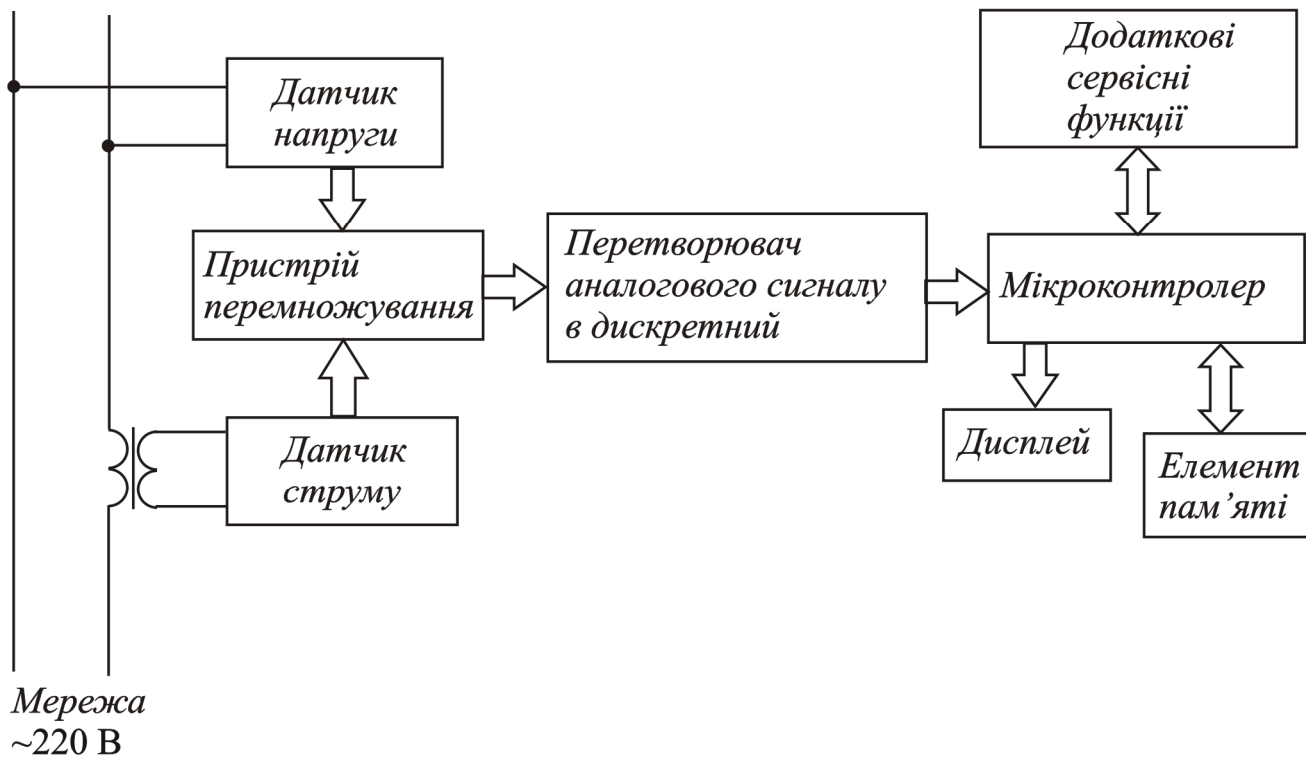 Датчик
напруги
Пристрій
перемножування
Датчик
струму
Перетворювач
аналогового сигналу
в дискретний
Додаткові
сервісні
функції
Мікроконтролер
Дисплей
Елемент
пам’яті
Мережа
~220 В